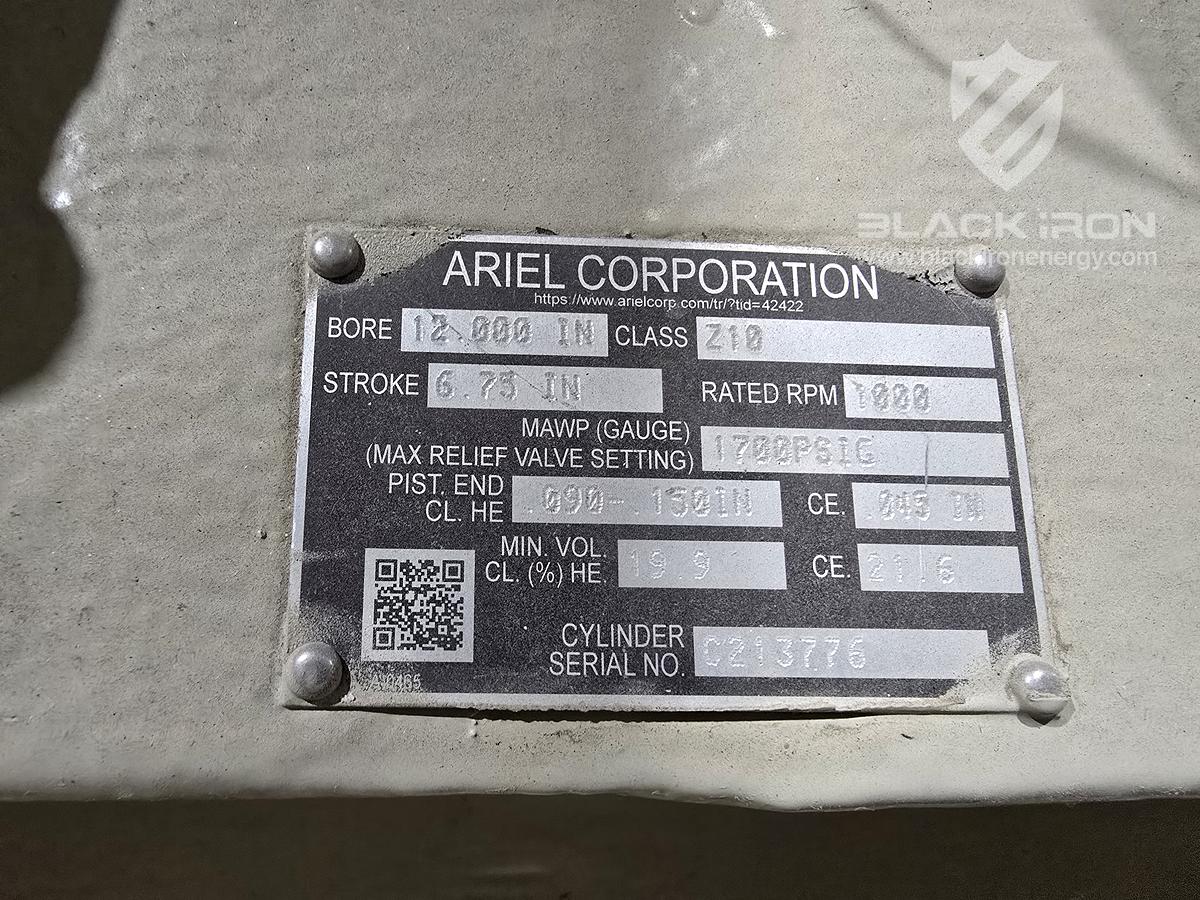 BLACK iRON
www.blackironenergy.com
ARIEL CORPORATION
https://www.arielcorp.com/tr/?tid=42422
BORE 12.000 IN CLASS Z10
STROKE 6.75 IN RATED RPM 1000
MAWP (GAUGE)
(MAX RELIEF VALVE SETTING) 1700PSIG
PIST. END
CL. HE .090-.150IN CE. .045 IN
MIN. VOL.
CL. (%) HE. 19.9 CE. 21.6
CYLINDER
SERIAL NO. C213776